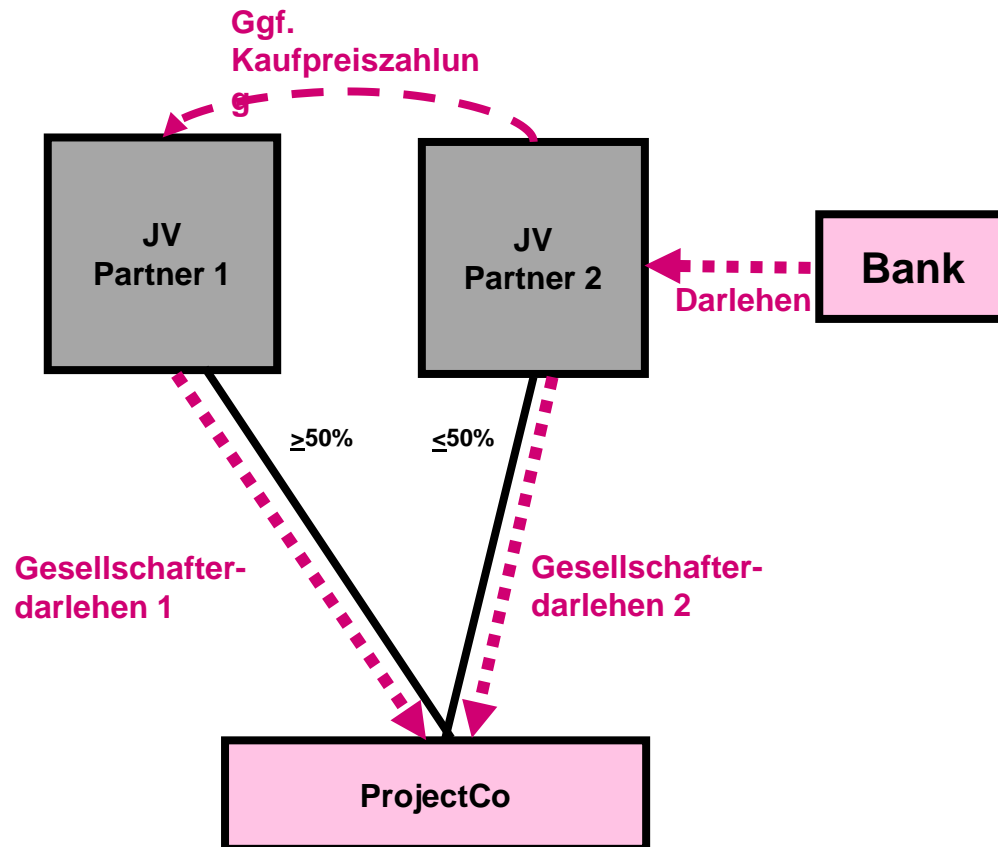 Ggf.
Kaufpreiszahlun
g
JV
Partner 1
JV
Partner 2
Bank
Darlehen
≥50%
≤50%
Gesellschafter-
darlehen 1
Gesellschafter-
darlehen 2
ProjectCo